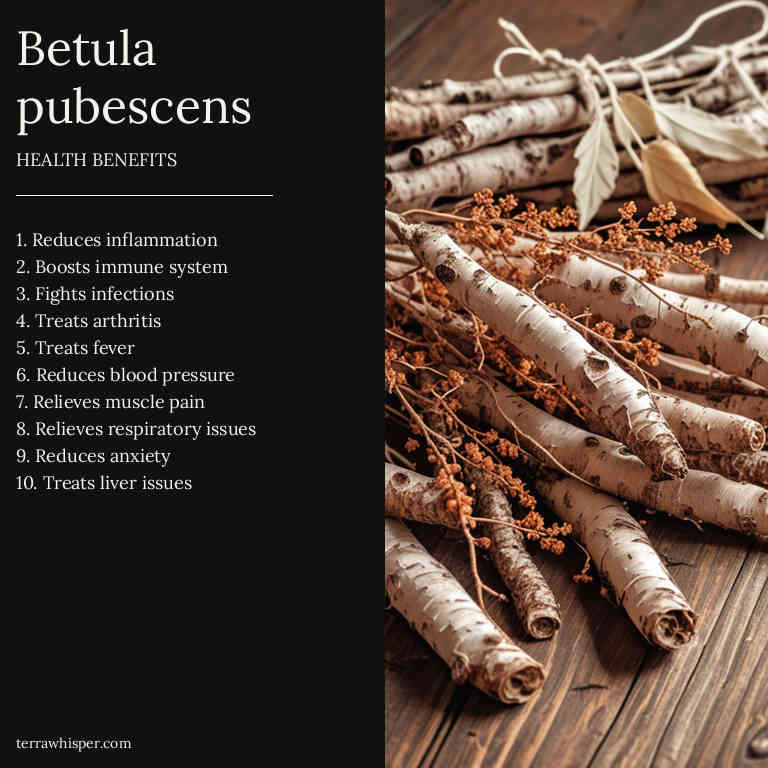 Betula
pubescens
HEALTH BENEFITS
1. Reduces inflammation
2. Boosts immune system
3. Fights infections
4. Treats arthritis
5. Treats fever
6. Reduces blood pressure
7. Relieves muscle pain
8. Relieves respiratory issues
9. Reduces anxiety
10. Treats liver issues
terrawhisper.com